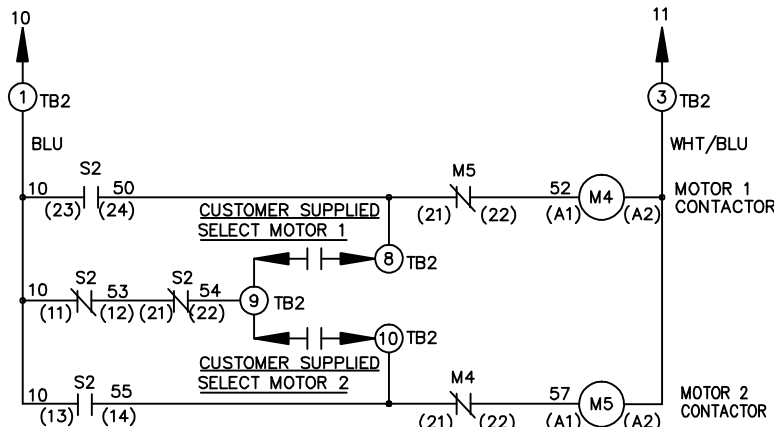 10 11
1 TB2 3 TB2
BLU WHT/BLU
S2 M5
10 50 52 M4 MOTOR 1
(23) (24) (21) (22) (A1) (A2) CONTACTOR
CUSTOMER SUPPLIED
SELECT MOTOR 1
8 TB2
10 S2 53 S2 54 9 TB2
(11) (12) (21) (22)
10 TB2
CUSTOMER SUPPLIED
SELECT MOTOR 2
S2 M4
10 55 57 M5 MOTOR 2
(13) (14) (21) (22) (A1) (A2) CONTACTOR